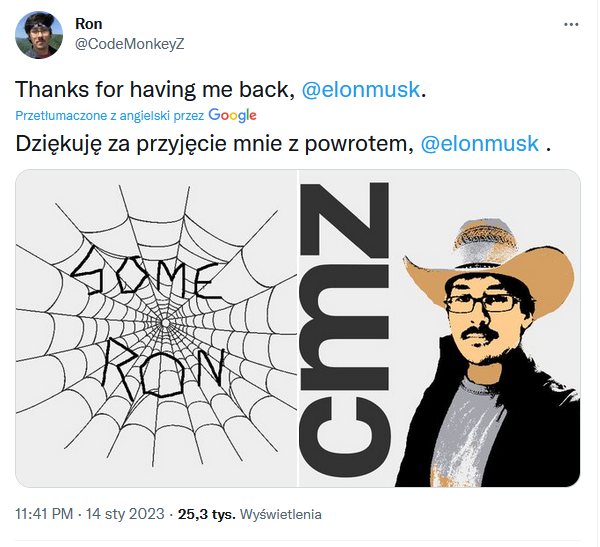 Ron
@CodeMonkeyZ
Thanks for having me back, @elonmusk.
Przetłumaczone z angielski przez Google
Dziękuję za przyjęcie mnie z powrotem, @elonmusk .
SOME
RON
cmz
11:41 PM · 14 sty 2023 · 25,3 tys. Wyświetlenia